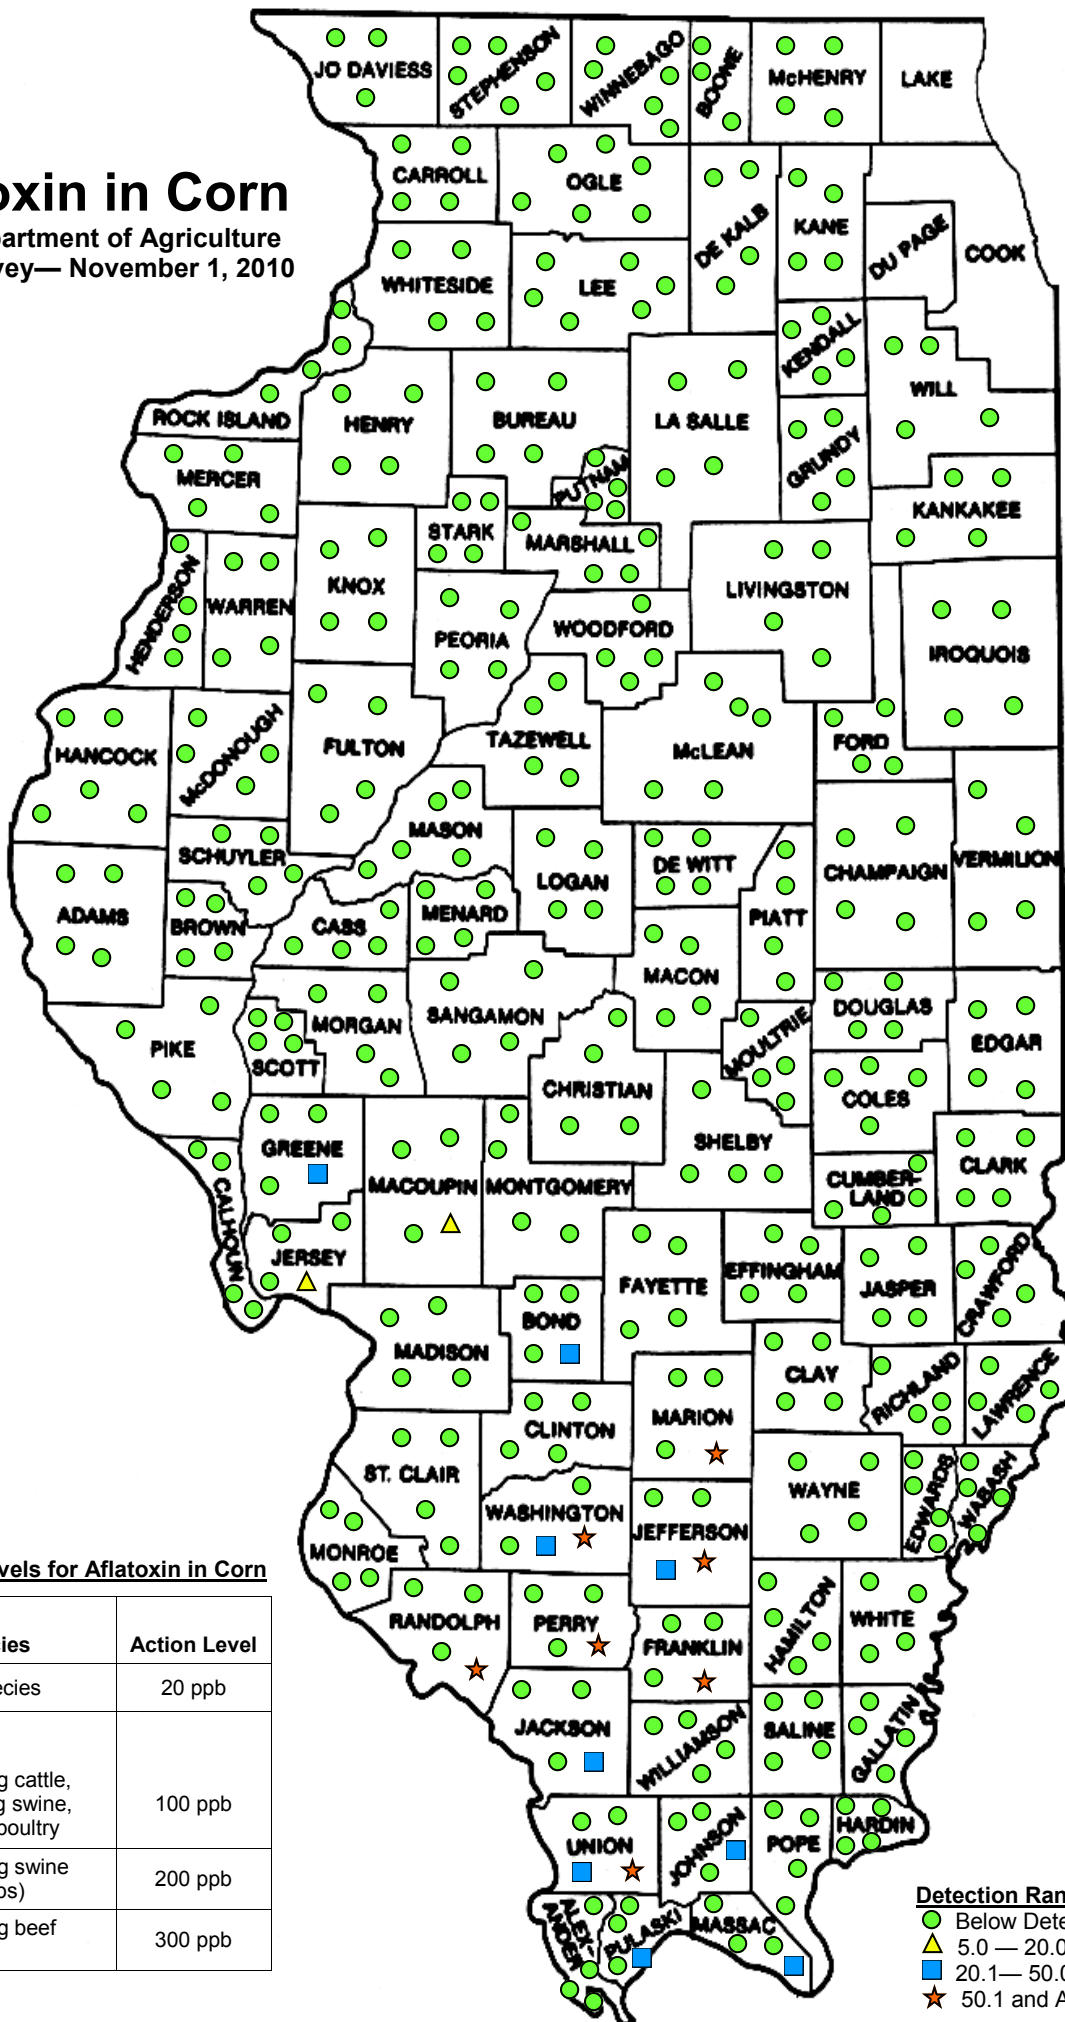 JO DAVIESS
STEPHENSON
WINNEBAGO
BOONE
McHENRY
LAKE
CARROLL
OGLE
DE KALB
KANE
DU PAGE
COOK
oxin in Corn
partment of Agriculture
vey— November 1, 2010
WHITESIDE
LEE
KENDALL
WILL
ROCK ISLAND
HENRY
BUREAU
LA SALLE
GRUNDY
MERCER
PUTNAM
KANKAKEE
STARK
MARSHALL
HENDERSON
WARREN
KNOX
PEORIA
WOODFORD
LIVINGSTON
IROQUOIS
HANCOCK
McDONOUGH
FULTON
TAZEWELL
McLEAN
FORD
MASON
SCHUYLER
LOGAN
DE WITT
CHAMPAIGN
VERMILION
ADAMS
BROWN
CASS
MENARD
PIATT
MACON
PIKE
SCOTT
MORGAN
SANGAMON
MOULTRIE
DOUGLAS
EDGAR
CHRISTIAN
COLES
SHELBY
GREENE
MACOUPIN
MONTGOMERY
CUMBER-
LAND
CLARK
CALHOUN
JERSEY
FAYETTE
EFFINGHAM
JASPER
CRAWFORD
BOND
MADISON
CLAY
RICHLAND
LAWRENCE
CLINTON
MARION
ST. CLAIR
WAYNE
EDWARDS
WABASH
WASHINGTON
JEFFERSON
MONROE
RANDOLPH
PERRY
FRANKLIN
HAMILTON
WHITE
JACKSON
WILLIAMSON
SALINE
GALLATIN
UNION
JOHNSON
POPE
HARDIN
ALEX-
ANDER
PULASKI
MASSAC
vels for Aflatoxin in Corn
cies Action Level
ecies 20 ppb
g cattle,
g swine,
poultry
100 ppb
g swine
os)
200 ppb
g beef
300 ppb
Detection Ran
Below Dete
5.0 — 20.0
20.1— 50.0
50.1 and A